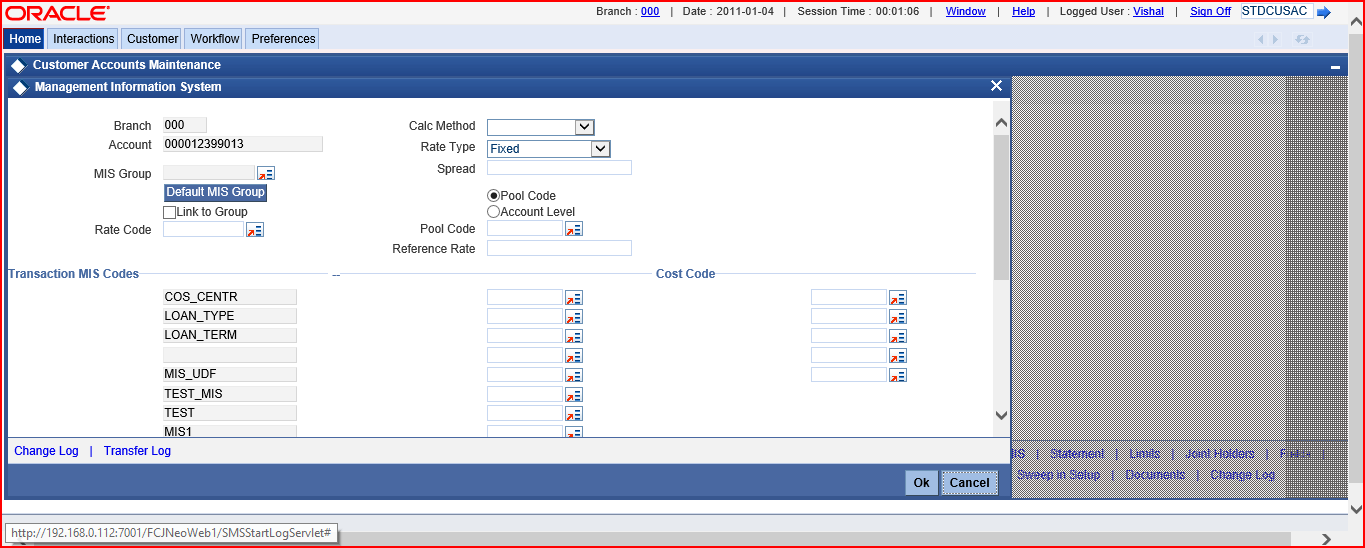 ORACLE Branch : 000 | Date : 2011-01-04 | Session Time : 00:01:06 | Window | Help | Logged User : Vishal | Sign Off STDCUSAC
Home Interactions Customer Workflow Preferences
Customer Accounts Maintenance
Management Information System
Branch 000 Calc Method
Account 000012399013 Rate Type Fixed
MIS Group Spread
Default MIS Group Pool Code
Link to Group Account Level
Rate Code Pool Code
Reference Rate
Transaction MIS Codes -- Cost Code
COS_CENTR
LOAN_TYPE
LOAN_TERM
MIS_UDF
TEST_MIS
TEST
MIS1
Change Log | Transfer Log
IS | Statement | Limits | Joint Holders | Fields |
Ok Cancel Sweep in Setup | Documents | Change Log
http://192.168.0.112:7001/FCJNeoWeb1/SMSStartLogServlet#